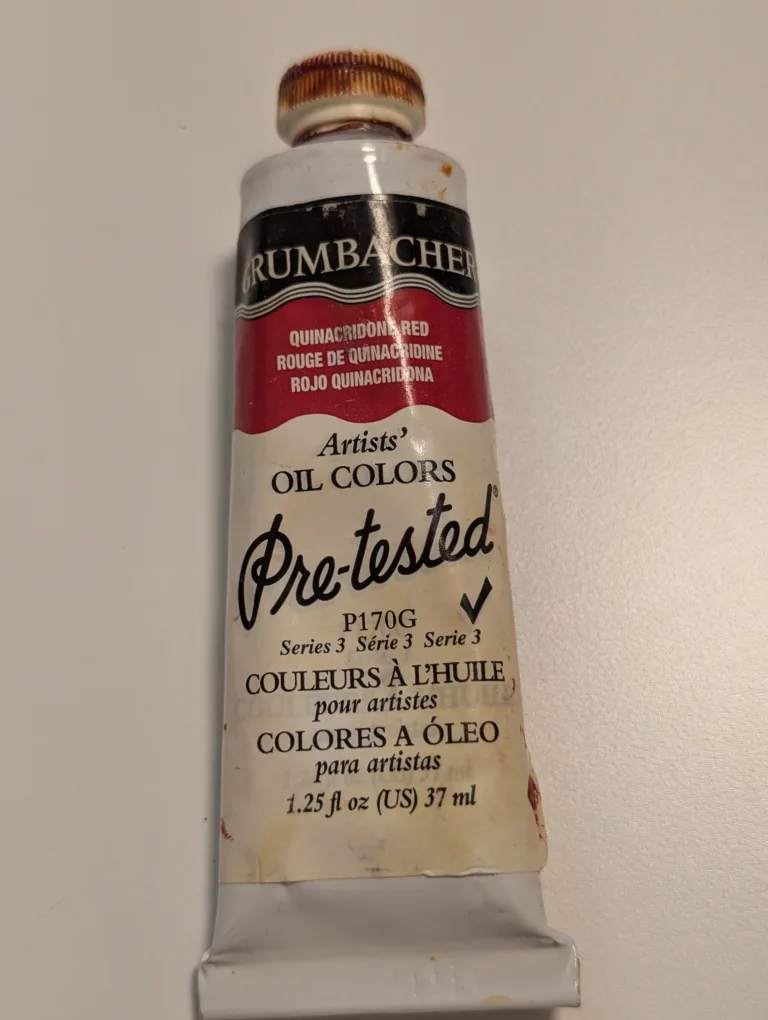 GRUMBACHER
QUINACRIDONE RED
ROUGE DE QUINACRIDINE
ROJO QUINACRIDONA
Artists’
OIL COLORS
Pre-tested®
P170G
Series 3 Série 3 Serie 3
COULEURS À L’HUILE
pour artistes
COLORES A ÓLEO
para artistas
1.25 fl oz (US) 37 ml